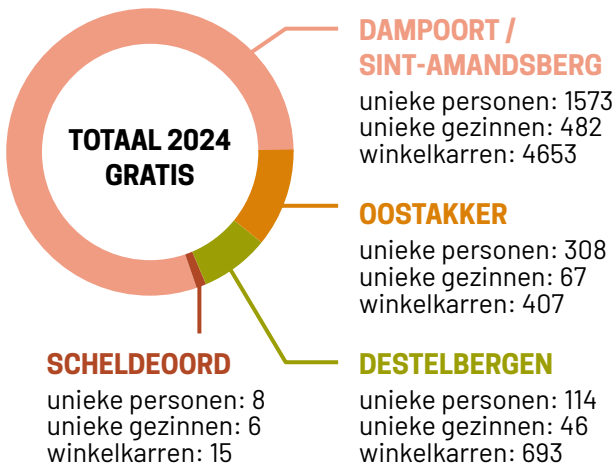 TOTAAL 2024
GRATIS
DAMPOORT /
SINT-AMANDSBERG
unieke personen: 1573
unieke gezinnen: 482
winkelkarren: 4653
OOSTAKKER
unieke personen: 308
unieke gezinnen: 67
winkelkarren: 407
SCHELDEOORD
unieke personen: 8
unieke gezinnen: 6
winkelkarren: 15
DESTELBERGEN
unieke personen: 114
unieke gezinnen: 46
winkelkarren: 693